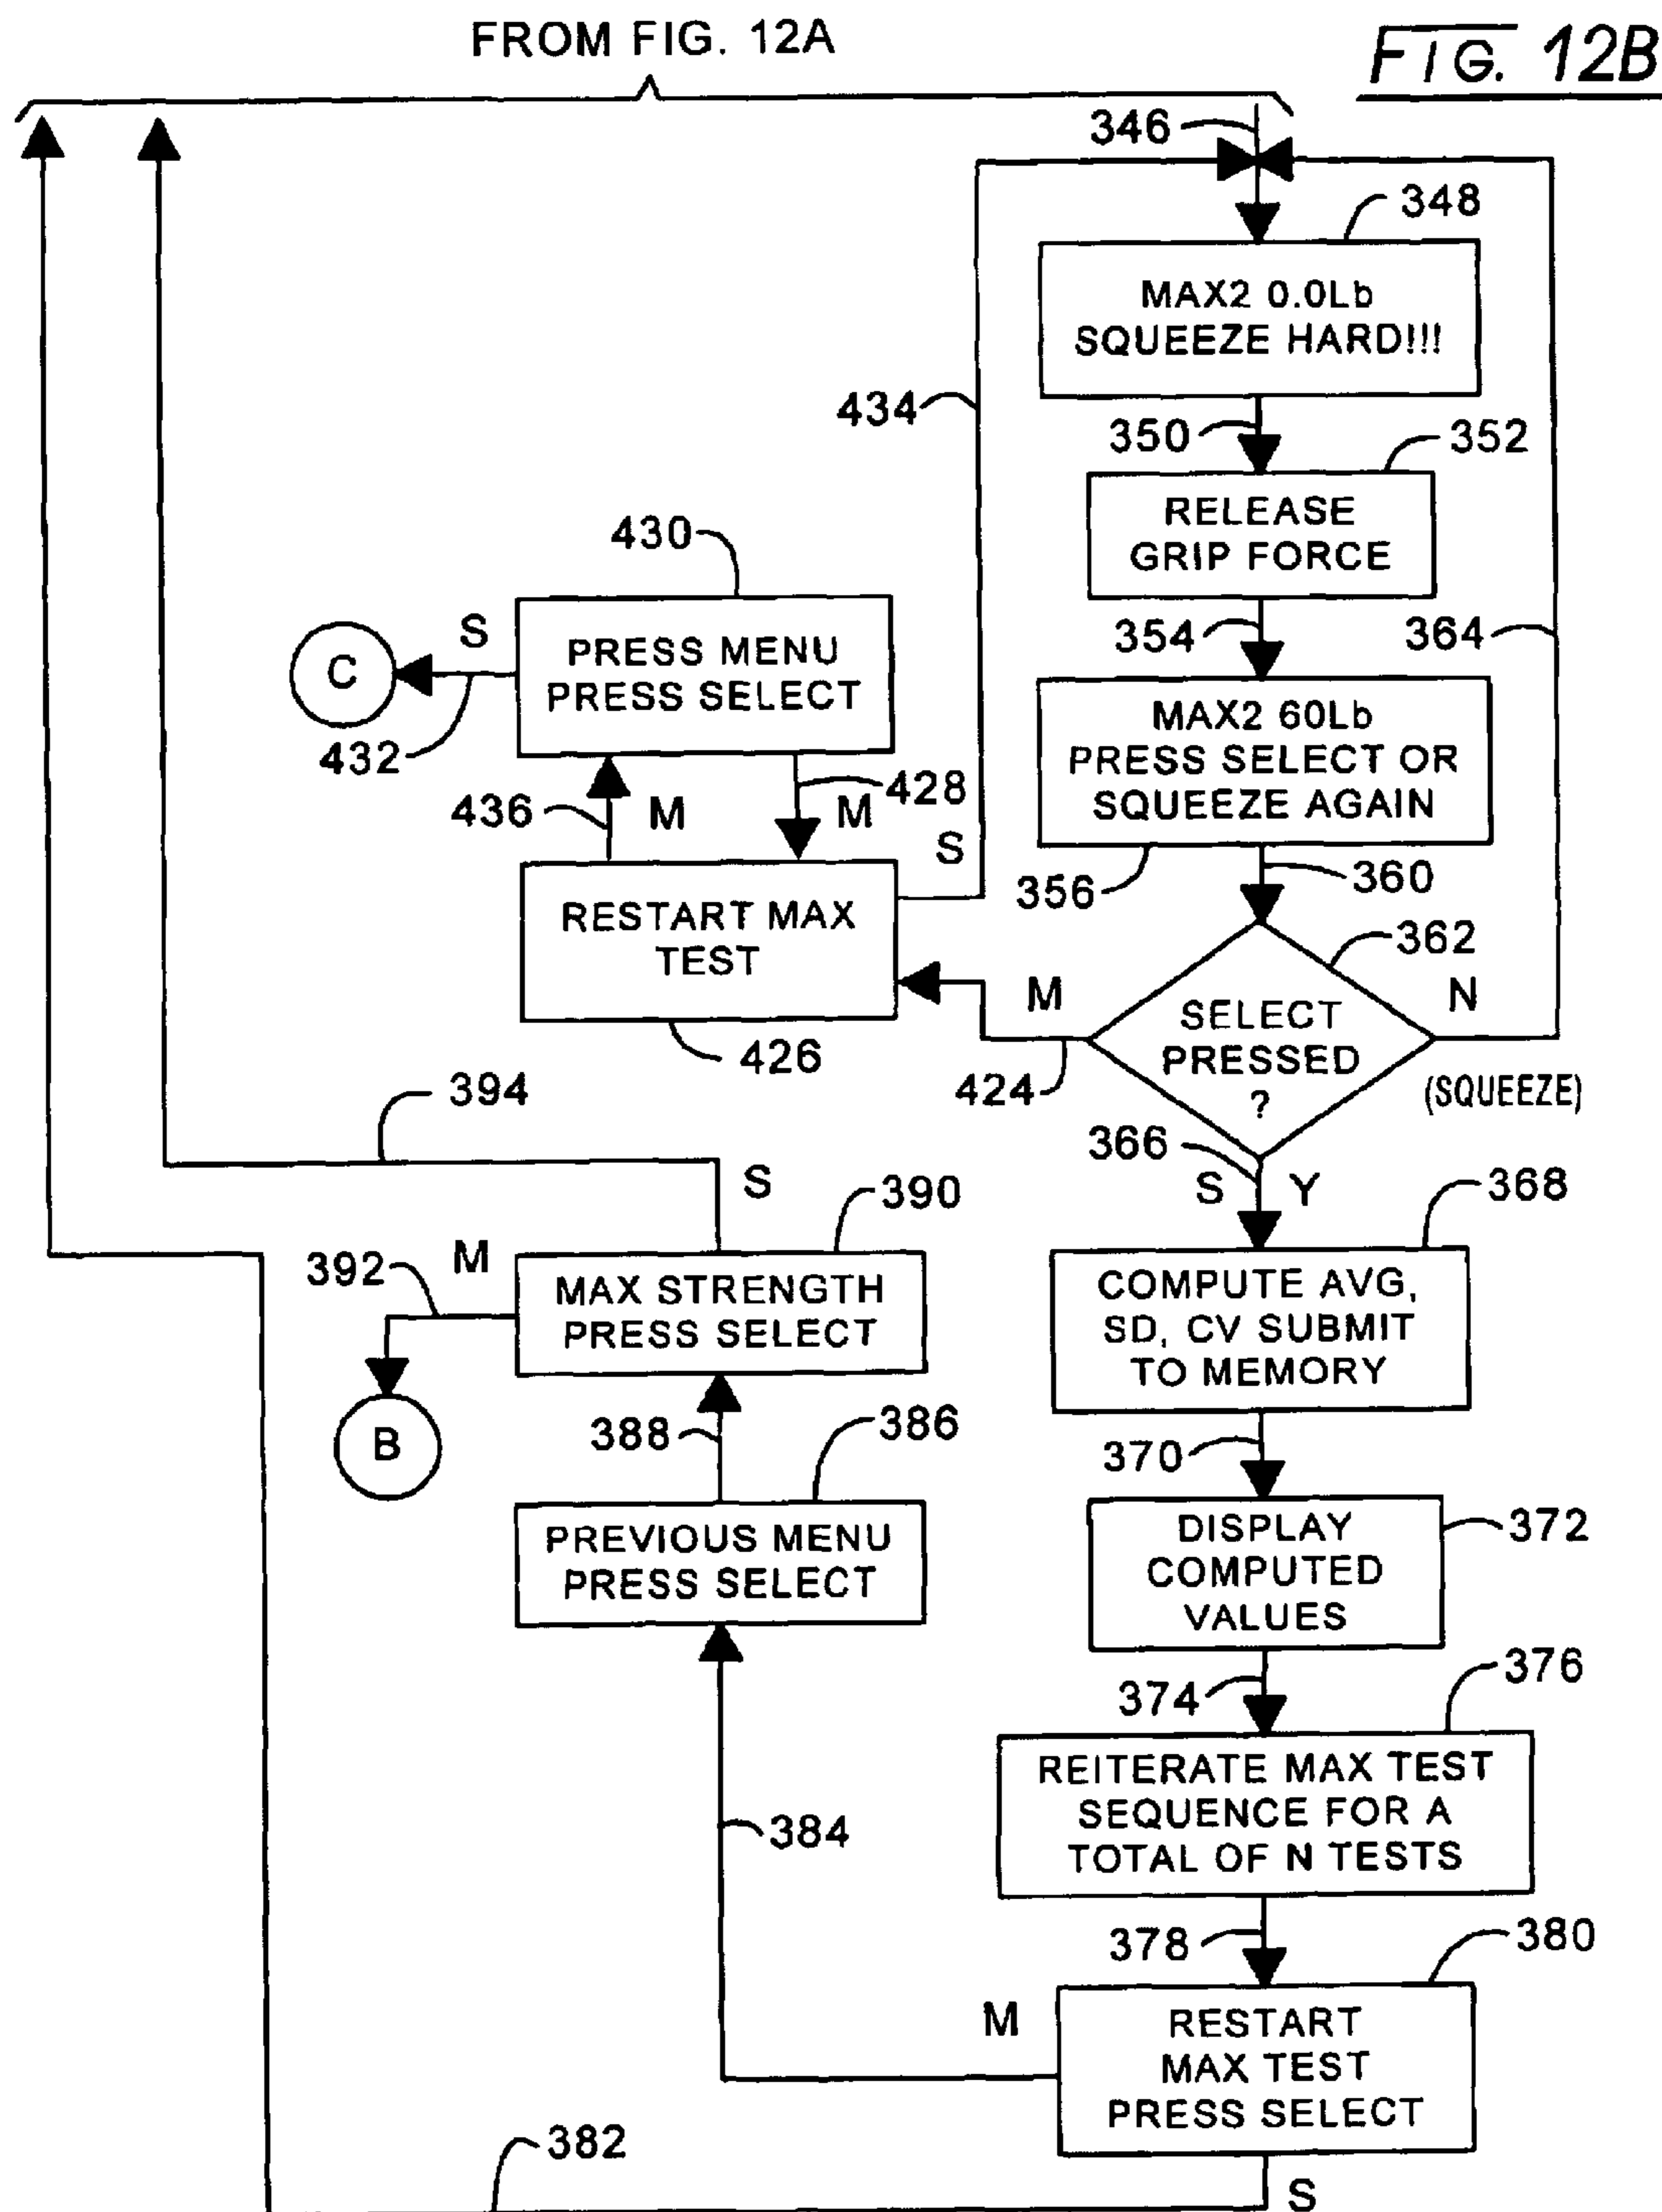 FROM FIG. 12A
FIG. 12B
346
348
MAX2 0.0Lb
SQUEEZE HARD!!!
434
350
352
RELEASE
GRIP FORCE
430
354
364
S
PRESS MENU
PRESS SELECT
C
432
MAX2 60Lb
PRESS SELECT OR
SQUEEZE AGAIN
436
M
428
M
S
356
360
RESTART MAX
TEST
362
M
N
SELECT
PRESSED
?
426
424
(SQUEEZE)
394
366
S
Y
368
S
390
392
M
MAX STRENGTH
PRESS SELECT
COMPUTE AVG,
SD, CV SUBMIT
TO MEMORY
B
388
386
370
PREVIOUS MENU
PRESS SELECT
DISPLAY
COMPUTED
VALUES
372
374
376
REITERATE MAX TEST
SEQUENCE FOR A
TOTAL OF N TESTS
384
378
380
M
RESTART
MAX TEST
PRESS SELECT
382
S